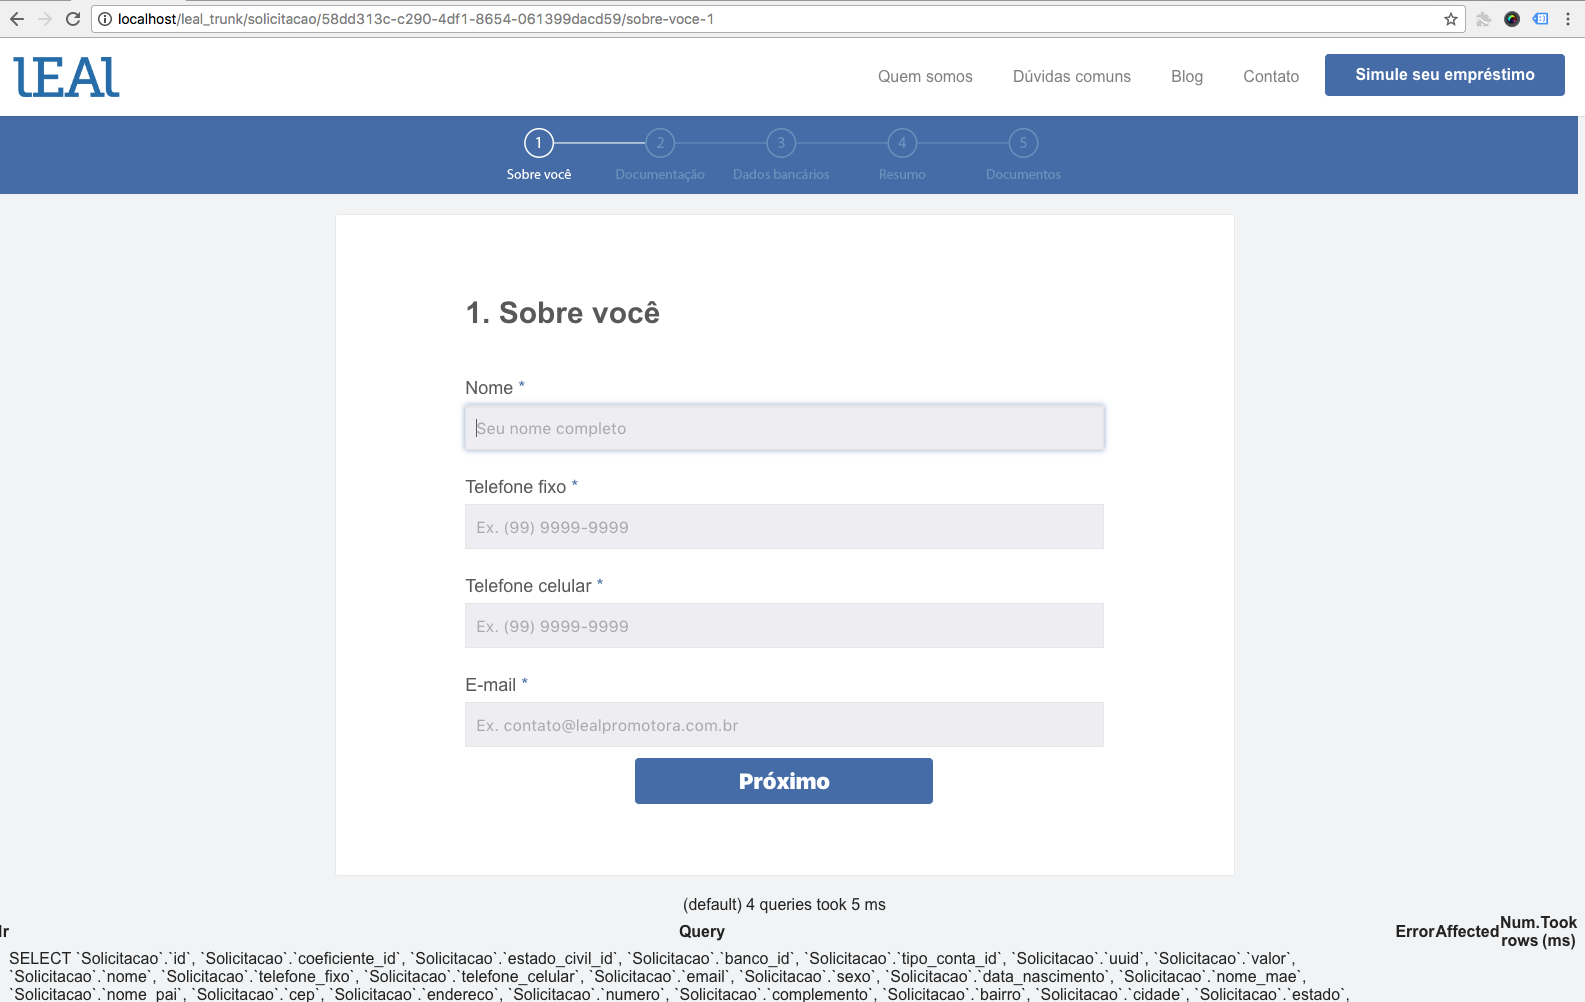 localhost/leal_trunk/solicitacao/58dd313c-c290-4df1-8654-061399dacd59/sobre-voce-1
lEAl
Quem somos
Dúvidas comuns
Blog
Contato
Simule seu empréstimo
1
2
3
4
5
Sobre você
Documentação
Dados bancários
Resumo
Documentos
1. Sobre você
Nome *
Seu nome completo
Telefone fixo *
Ex. (99) 9999-9999
Telefone celular *
Ex. (99) 9999-9999
E-mail *
Ex. contato@lealpromotora.com.br
Próximo
(default) 4 queries took 5 ms
Query
Error
Affected
Num. rows
Took (ms)
SELECT `Solicitacao`.`id`, `Solicitacao`.`coeficiente_id`, `Solicitacao`.`estado_civil_id`, `Solicitacao`.`banco_id`, `Solicitacao`.`tipo_conta_id`, `Solicitacao`.`uuid`, `Solicitacao`.`valor`,
`Solicitacao`.`nome`, `Solicitacao`.`telefone_fixo`, `Solicitacao`.`telefone_celular`, `Solicitacao`.`email`, `Solicitacao`.`sexo`, `Solicitacao`.`data_nascimento`, `Solicitacao`.`nome_mae`,
`Solicitacao`.`nome_pai`, `Solicitacao`.`cep`, `Solicitacao`.`endereco`, `Solicitacao`.`numero`, `Solicitacao`.`complemento`, `Solicitacao`.`bairro`, `Solicitacao`.`cidade`, `Solicitacao`.`estado`,